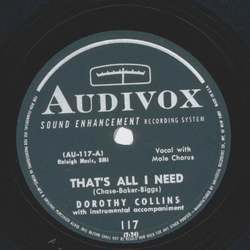 AUDIVOX
SOUND ENHANCEMENT RECORDING SYSTEM
(AU-117-A)
Raleigh Music, BMI
Vocal with
Male Chorus
THAT'S ALL I NEED
(Chase-Baker-Biggs)
DOROTHY COLLINS
with instrumental accompaniment
117